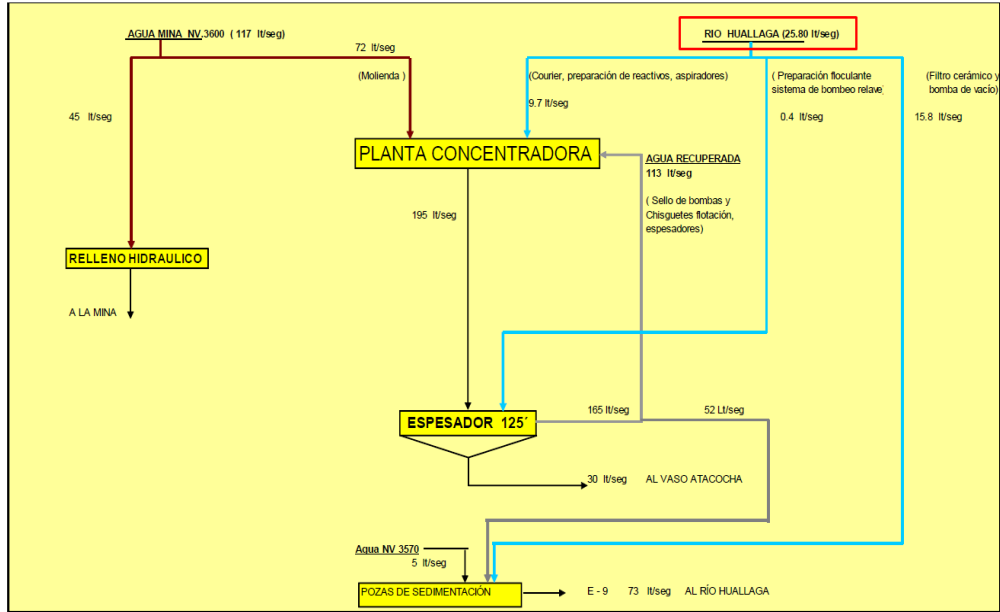 AGUA MINA NV,3600 ( 117 lt/seg)
RIO HUALLAGA (25.80 lt/seg)
72 lt/seg
(Molienda )
(Courier, preparación de reactivos, aspiradores)
9.7 lt/seg
( Preparación floculante
sistema de bombeo relave)
0.4 lt/seg
(Filtro cerámico y
bomba de vacío)
15.8 lt/seg
45 lt/seg
PLANTA CONCENTRADORA
AGUA RECUPERADA
113 lt/seg
( Sello de bombas y
Chisguetes flotación,
espesadores)
195 lt/seg
RELLENO HIDRAULICO
A LA MINA
ESPESADOR 125´
165 lt/seg
52 Lt/seg
30 lt/seg AL VASO ATACOCHA
Agua NV 3570
5 lt/seg
POZAS DE SEDIMENTACIÓN
E - 9 73 lt/seg AL RÍO HUALLAGA